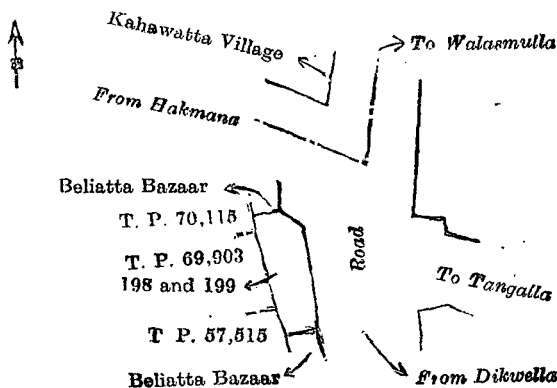 Kahawatta Village
To Walasmulla
From Hakmana
Beliatta Bazaar
T. P. 70,115
T. P. 69,903
198 and 199
Road
To Tangalla
T P. 57,515
Beliatta Bazaar
From Dikwella